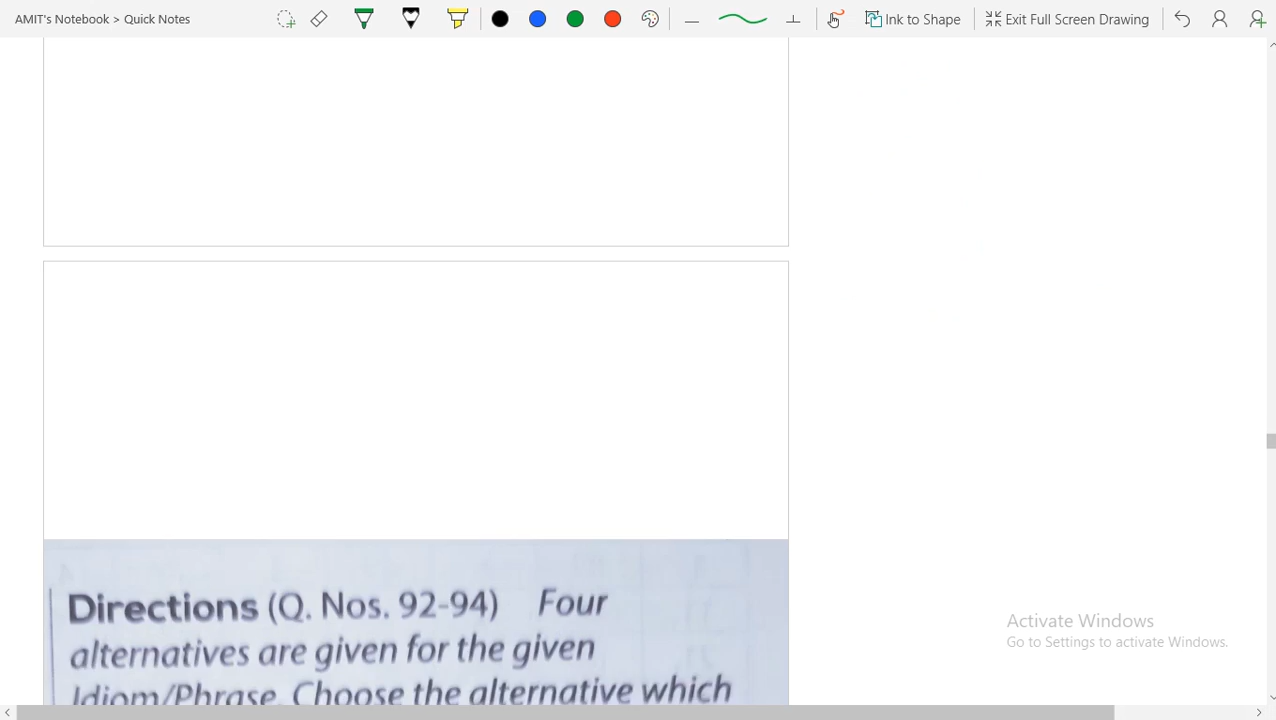 AMIT's Notebook > Quick Notes
Ink to Shape
Exit Full Screen Drawing
Directions (Q. Nos. 92-94) Four
alternatives are given for the given
Idiom/Phrase. Choose the alternative which
Activate Windows
Go to Settings to activate Windows.